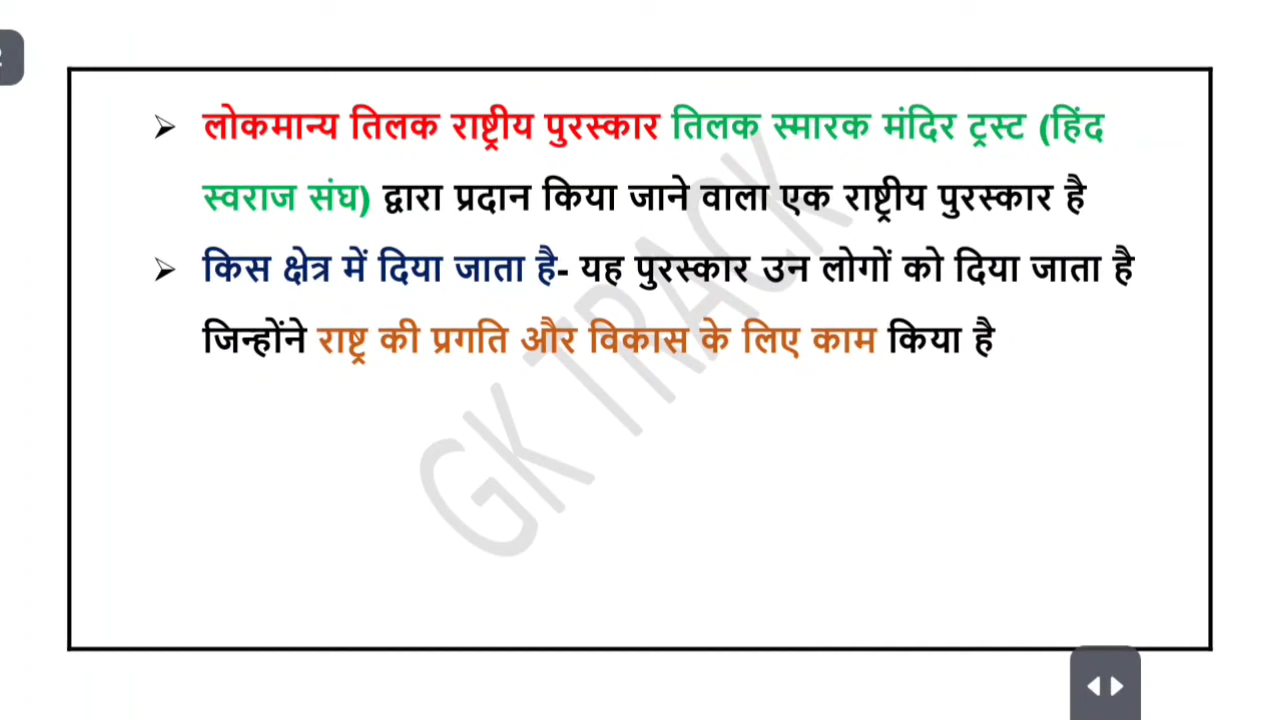 ➢ लोकमान्य तिलक राष्ट्रीय पुरस्कार तिलक स्मारक मंदिर ट्रस्ट (हिंद
स्वराज संघ) द्वारा प्रदान किया जाने वाला एक राष्ट्रीय पुरस्कार है
➢ किस क्षेत्र में दिया जाता है- यह पुरस्कार उन लोगों को दिया जाता है
जिन्होंने राष्ट्र की प्रगति और विकास के लिए काम किया है
GK TRACK